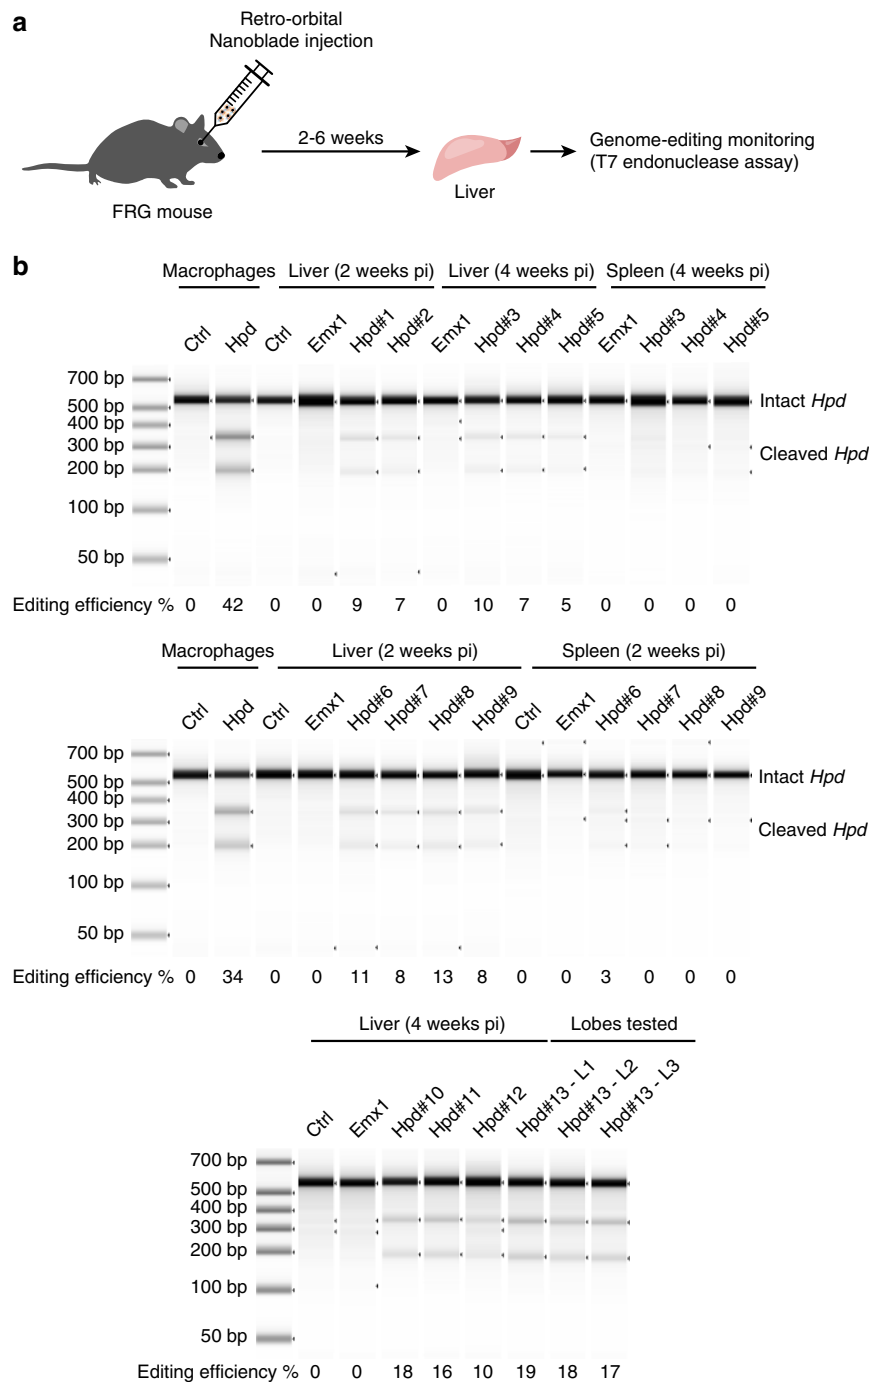 a
Retro-orbital
Nanoblade injection
2-6 weeks
Genome-editing monitoring
(T7 endonuclease assay)
Liver
FRG mouse
b
Macrophages Liver (2 weeks pi) Liver (4 weeks pi) Spleen (4 weeks pi)
Ctrl Hpd Ctrl Emx1 Hpd#1 Hpd#2 Emx1 Hpd#3 Hpd#4 Hpd#5 Emx1 Hpd#3 Hpd#4 Hpd#5
700 bp
500 bp
400 bp
300 bp
200 bp
100 bp
50 bp
Intact Hpd
Cleaved Hpd
Editing efficiency % 0 42 0 0 9 7 0 10 7 5 0 0 0 0
Macrophages Liver (2 weeks pi) Spleen (2 weeks pi)
Ctrl Hpd Ctrl Emx1 Hpd#6 Hpd#7 Hpd#8 Hpd#9 Ctrl Emx1 Hpd#6 Hpd#7 Hpd#8 Hpd#9
700 bp
500 bp
400 bp
300 bp
200 bp
100 bp
50 bp
Intact Hpd
Cleaved Hpd
Editing efficiency % 0 34 0 0 11 8 13 8 0 0 3 0 0 0
Liver (4 weeks pi) Lobes tested
Ctrl Emx1 Hpd#10 Hpd#11 Hpd#12 Hpd#13 - L1 Hpd#13 - L2 Hpd#13 - L3
700 bp
500 bp
400 bp
300 bp
200 bp
100 bp
50 bp
Editing efficiency % 0 0 18 16 10 19 18 17